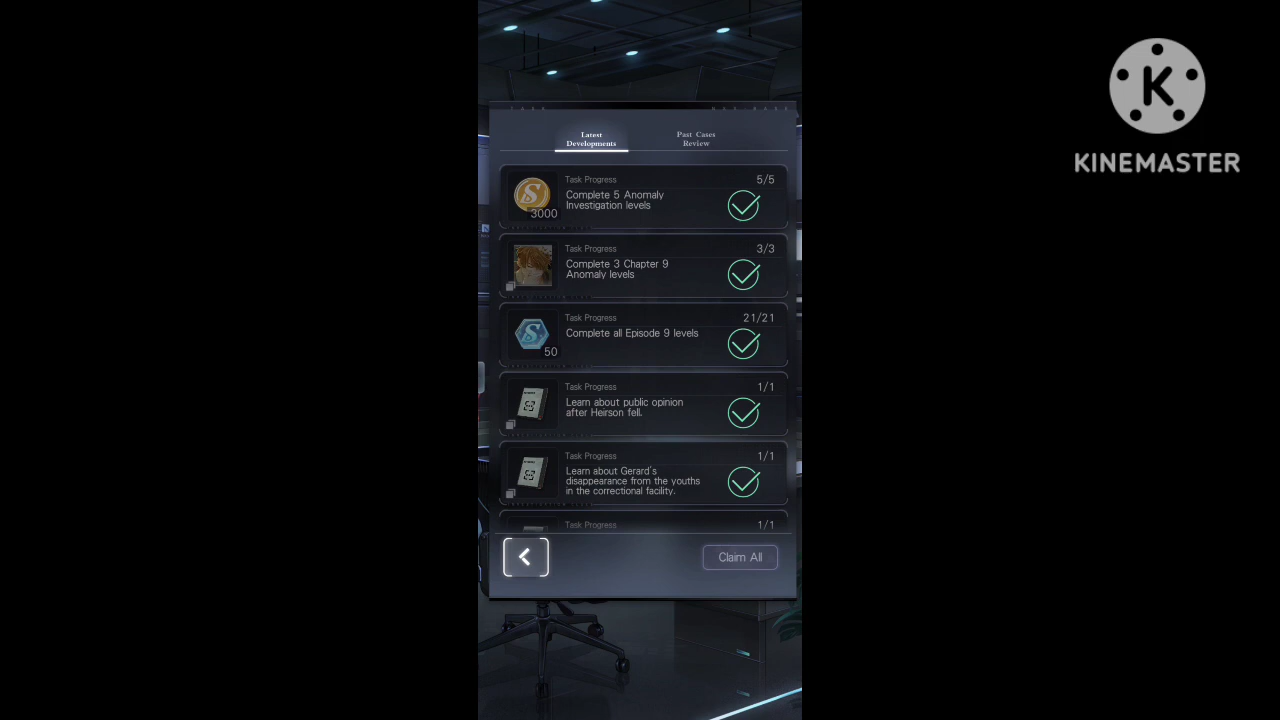 TASK
Latest
Developments
Past Cases
Review
KINEMASTER
Task Progress
5/5
Complete 5 Anomaly
Investigation levels
3000
Task Progress
3/3
Complete 3 Chapter 9
Anomaly levels
Task Progress
21/21
Complete all Episode 9 levels
50
Task Progress
1/1
Learn about public opinion
after Heirson fell.
Task Progress
1/1
Learn about Gerard's
disappearance from the youths
in the correctional facility.
Task Progress
1/1
Claim All